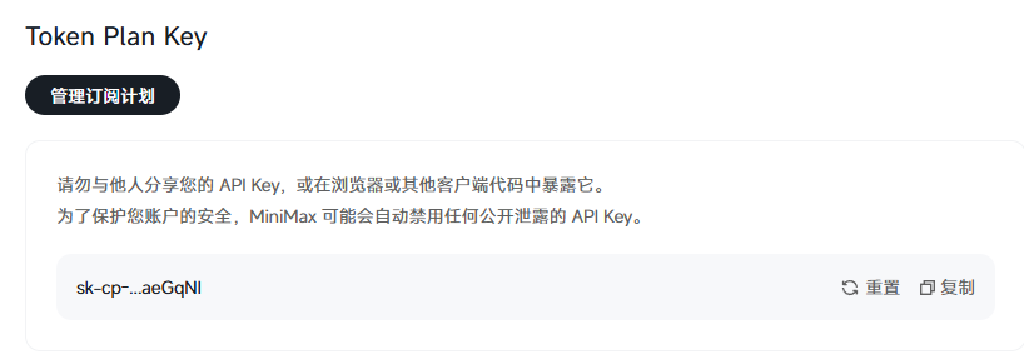 Token Plan Key
管理订阅计划
请勿与他人分享您的 API Key，或在浏览器或其他客户端代码中暴露它。
为了保护您账户的安全，MiniMax 可能会自动禁用任何公开泄露的 API Key。
sk-cp-...aeGqNI 重置 复制